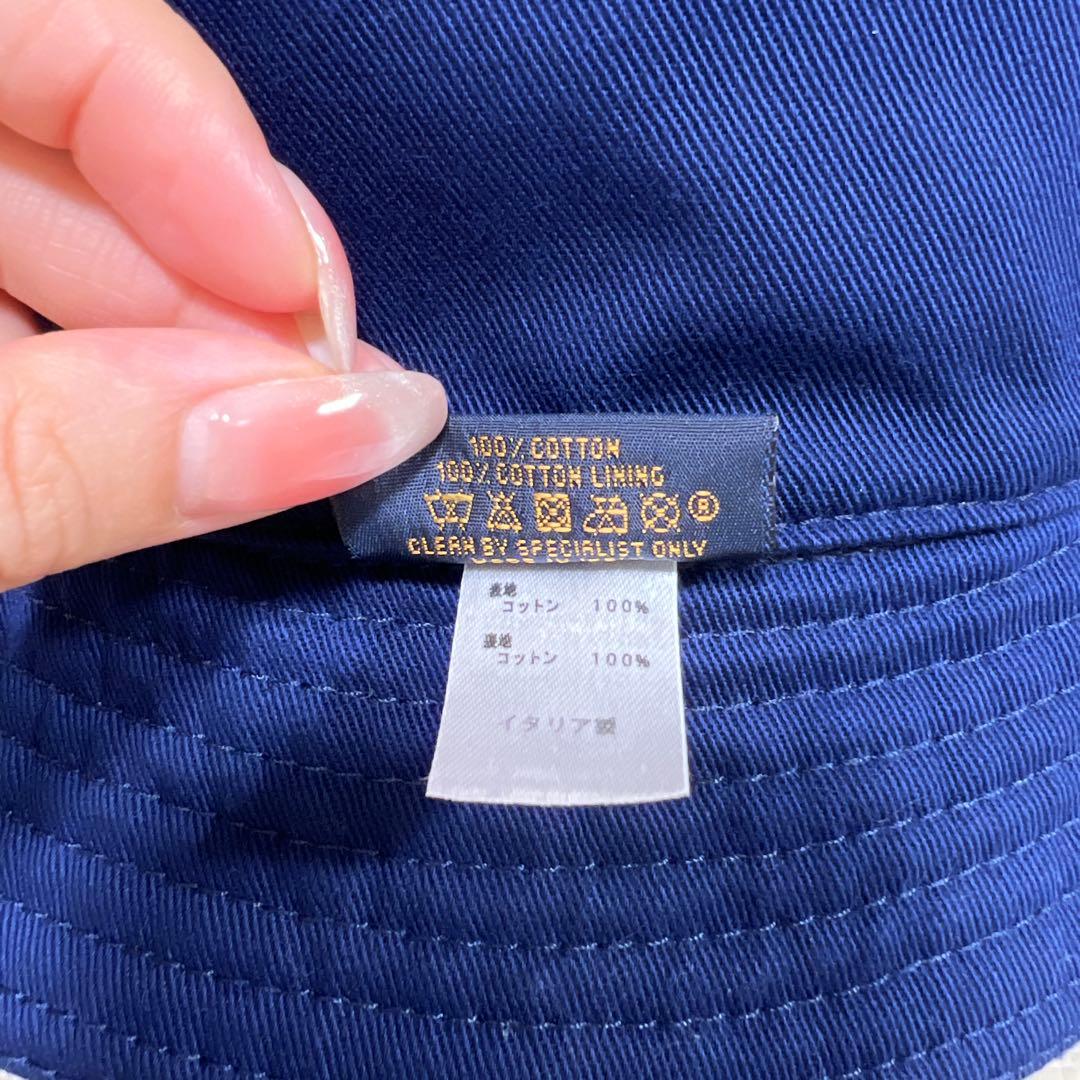 100% COTTON
100% COTTON LINING
®
CLEAN BY SPECIALIST ONLY
表地
コットン 100%
裏地
コットン 100%
イタリア製